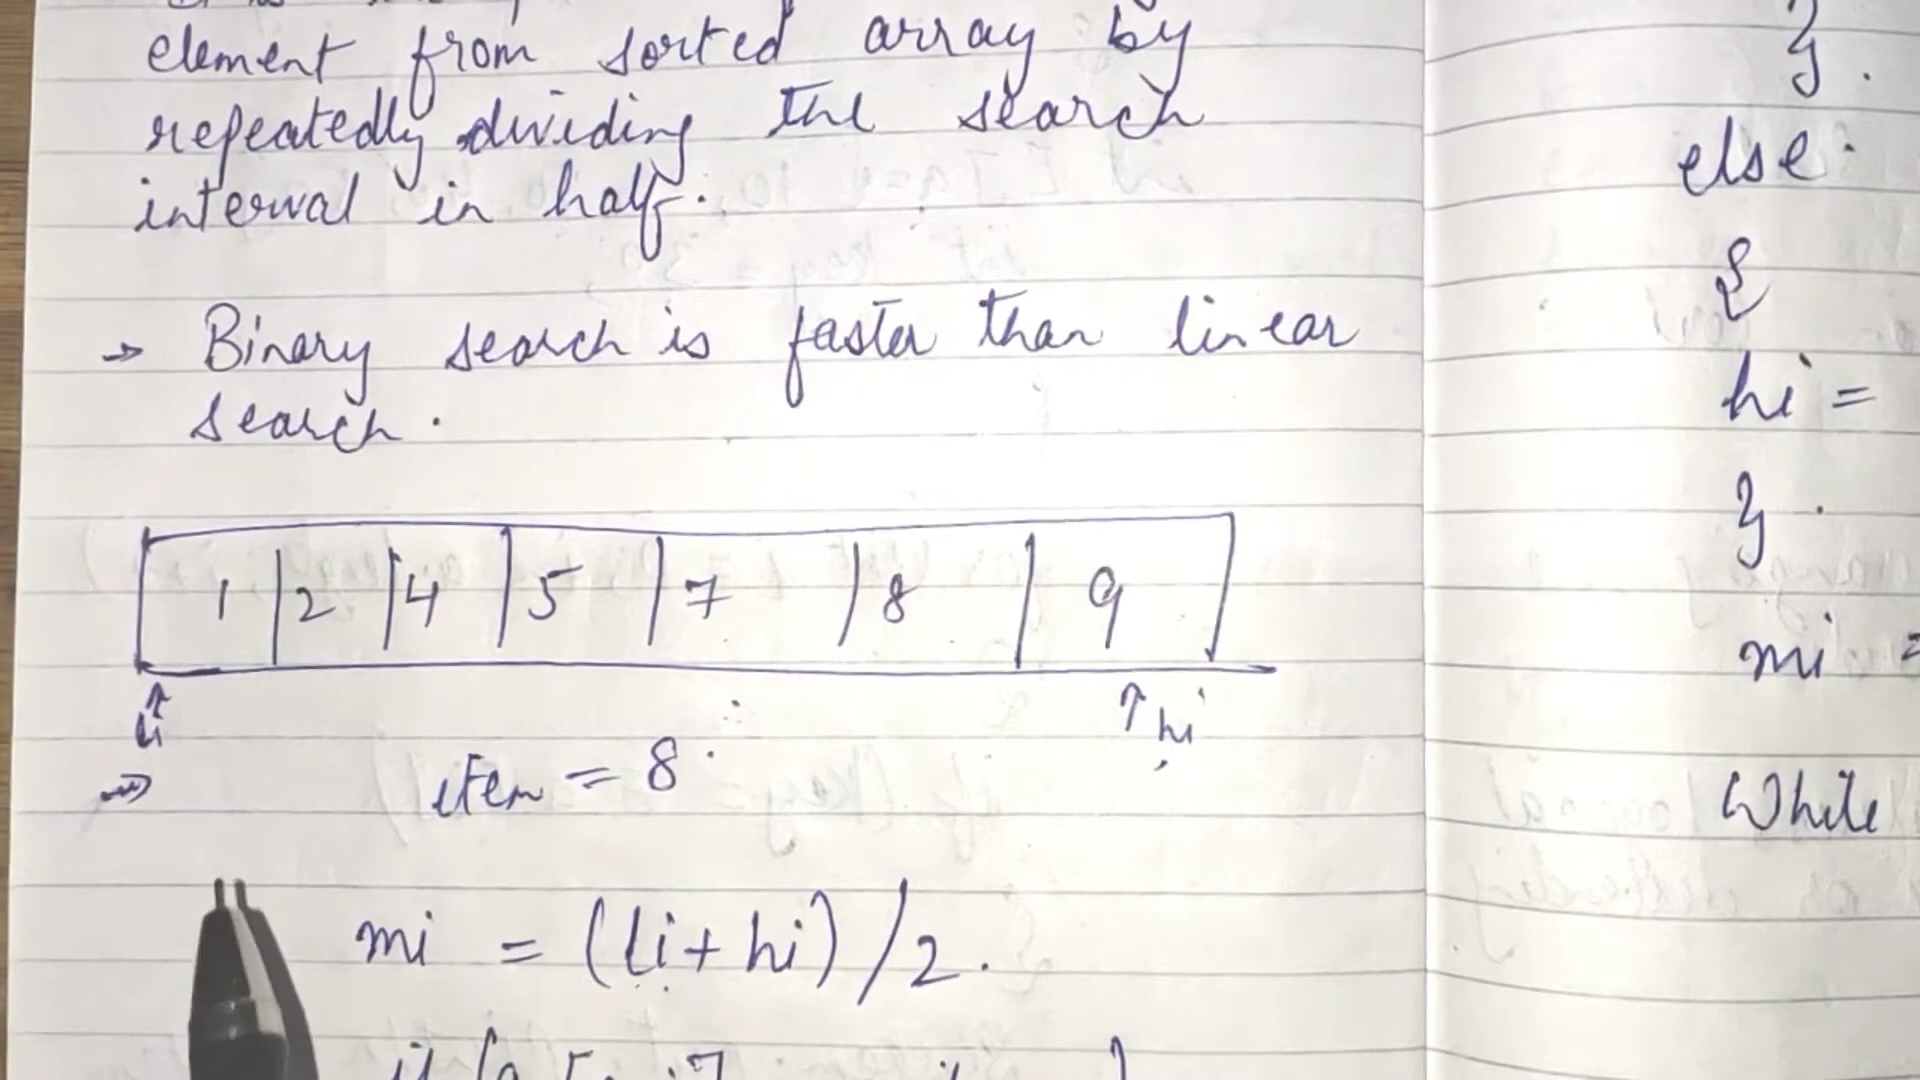 element from sorted array by
repeatedly dividing the search
interval in half.
→ Binary search is faster than linear
search.
1 | 2 | 4 | 5 | 7 | 8 | 9
↑ ↑
li hi
item = 8
mi = (li + hi) / 2.
}
else
{
hi =
}
mi =
While